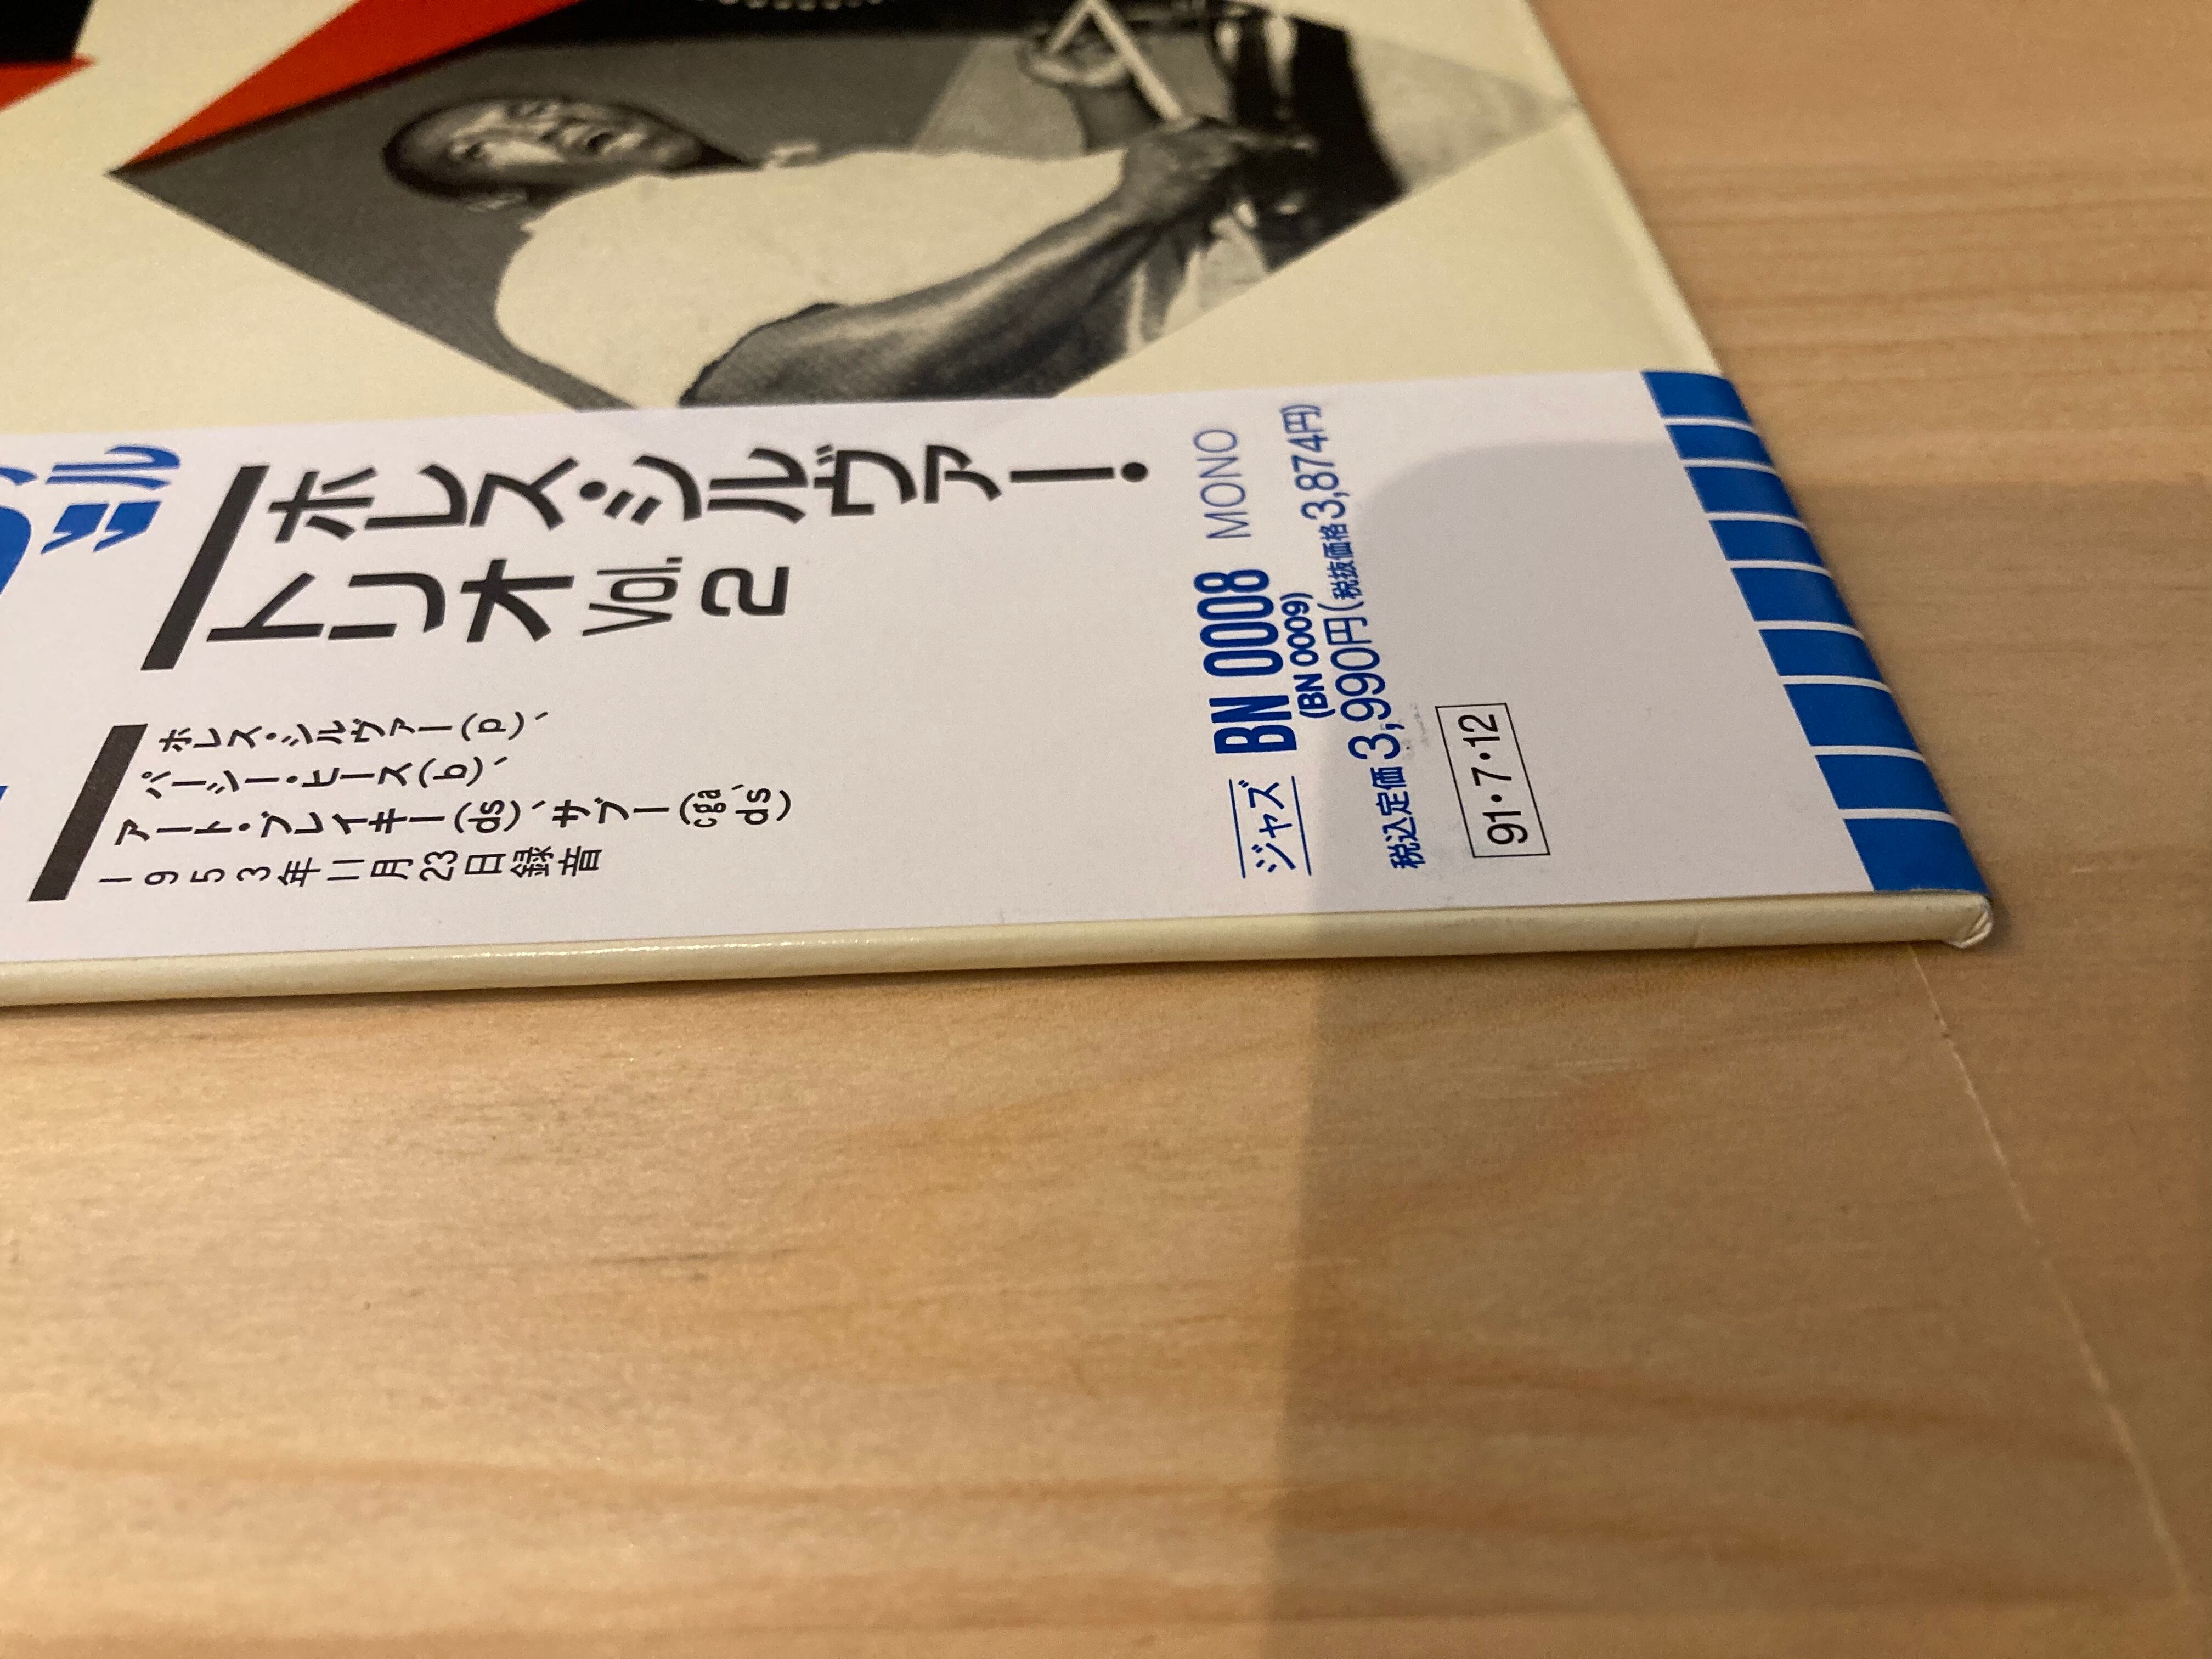 ホレス・シルヴァー・
トリオ Vol. 2
ホレス・シルヴァー(p)、
パーシー・ヒース(b)、
アート・ブレイキー(ds)、サブー(cga、ds)
1953年11月23日録音
ジャズ BN 0008 MONO
(BN 0009)
税込定価3,990円(税抜価格3,874円)
91・7・12